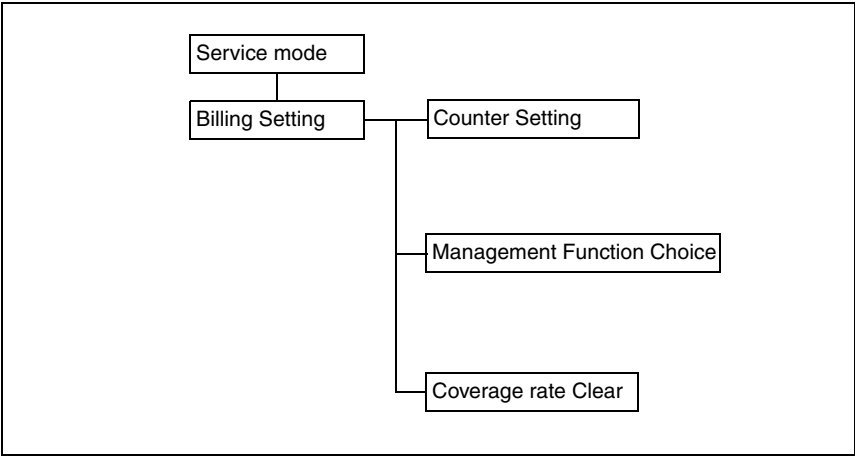 Service mode
Billing Setting
Counter Setting
Management Function Choice
Coverage rate Clear